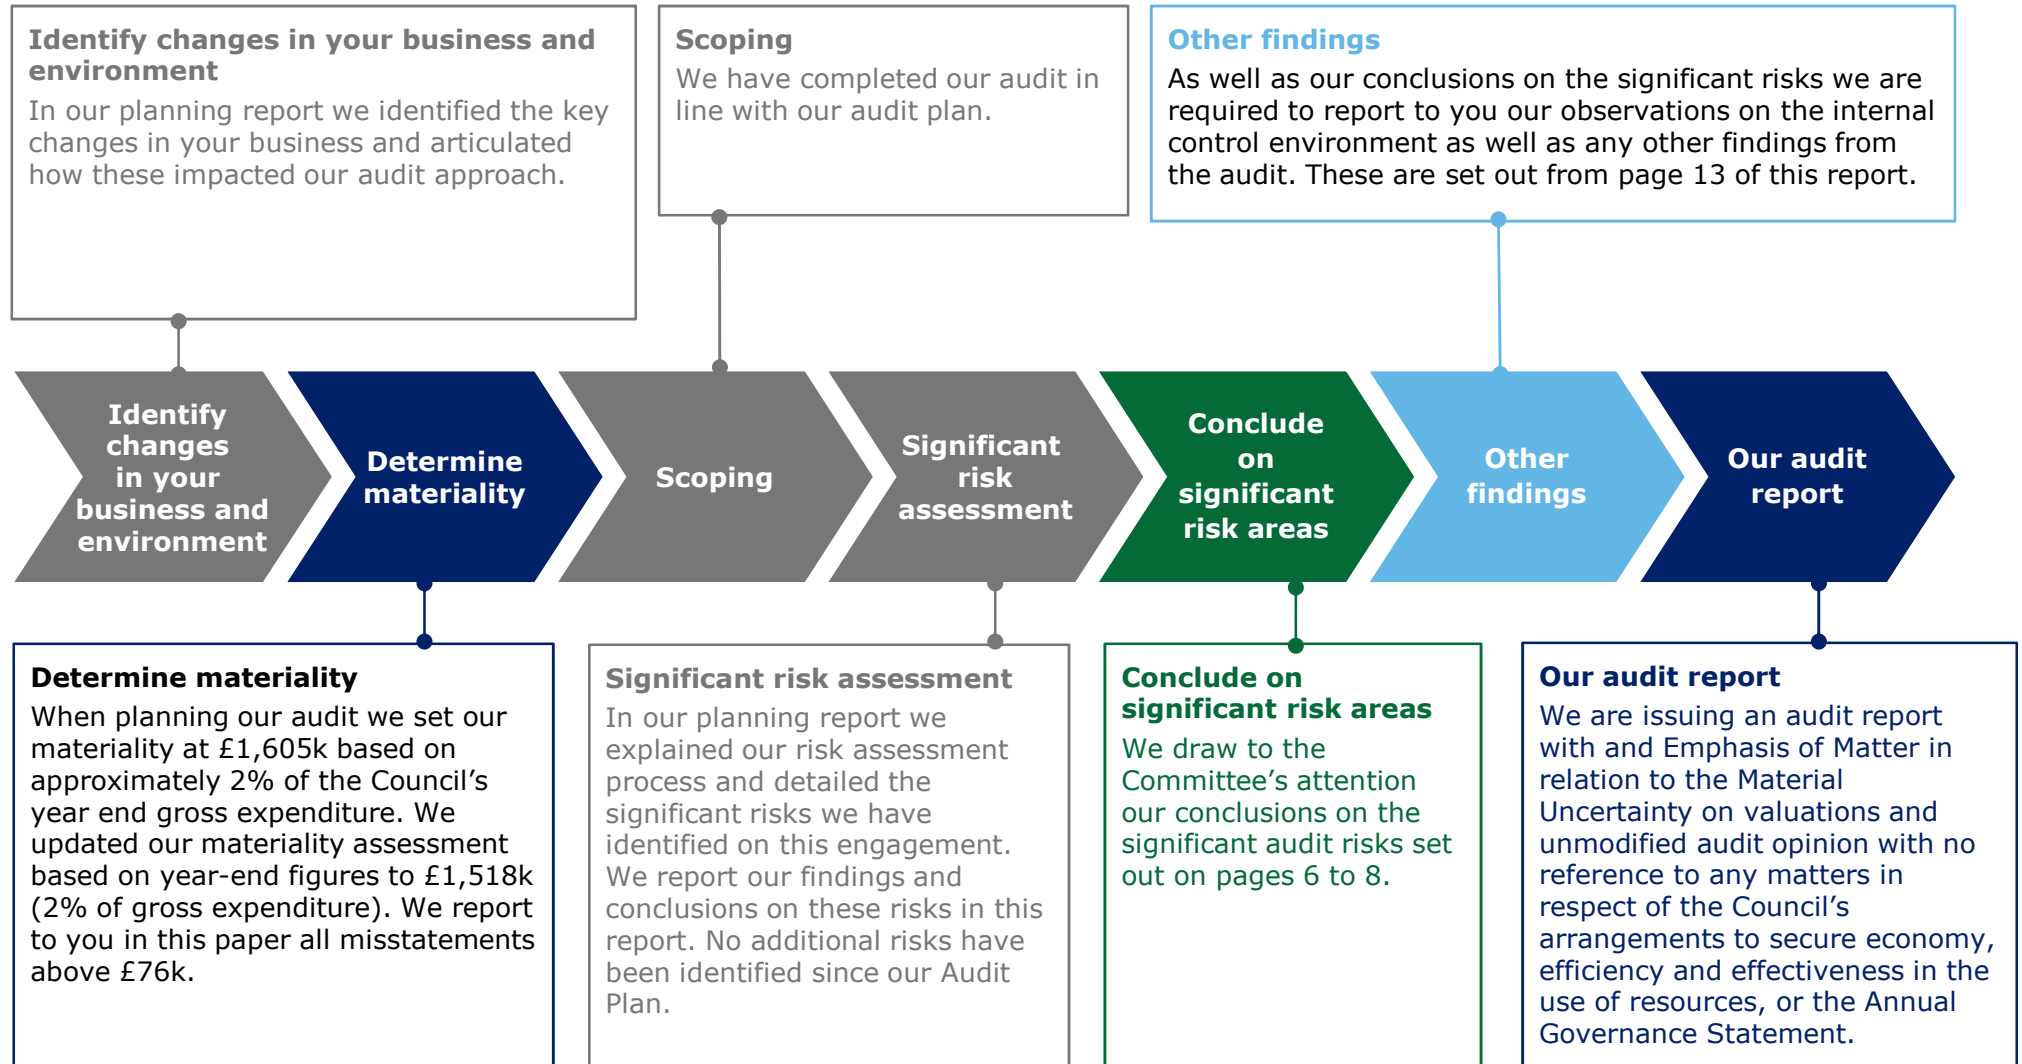 Identify changes in your business and
environment
In our planning report we identified the key
changes in your business and articulated
how these impacted our audit approach.
Scoping
We have completed our audit in
line with our audit plan.
Other findings
As well as our conclusions on the significant risks we are
required to report to you our observations on the internal
control environment as well as any other findings from
the audit. These are set out from page 13 of this report.
Identify
changes
in your
business and
environment
Determine
materiality
Scoping
Significant
risk
assessment
Conclude
on
significant
risk areas
Other
findings
Our audit
report
Determine materiality
When planning our audit we set our
materiality at £1,605k based on
approximately 2% of the Council's
year end gross expenditure. We
updated our materiality assessment
based on year-end figures to £1,518k
(2% of gross expenditure). We report
to you in this paper all misstatements
above £76k.
Significant risk assessment
In our planning report we
explained our risk assessment
process and detailed the
significant risks we have
identified on this engagement.
We report our findings and
conclusions on these risks in this
report. No additional risks have
been identified since our Audit
Plan.
Conclude on
significant risk areas
We draw to the
Committee's attention
our conclusions on the
significant audit risks set
out on pages 6 to 8.
Our audit report
We are issuing an audit report
with and Emphasis of Matter in
relation to the Material
Uncertainty on valuations and
unmodified audit opinion with no
reference to any matters in
respect of the Council's
arrangements to secure economy,
efficiency and effectiveness in the
use of resources, or the Annual
Governance Statement.